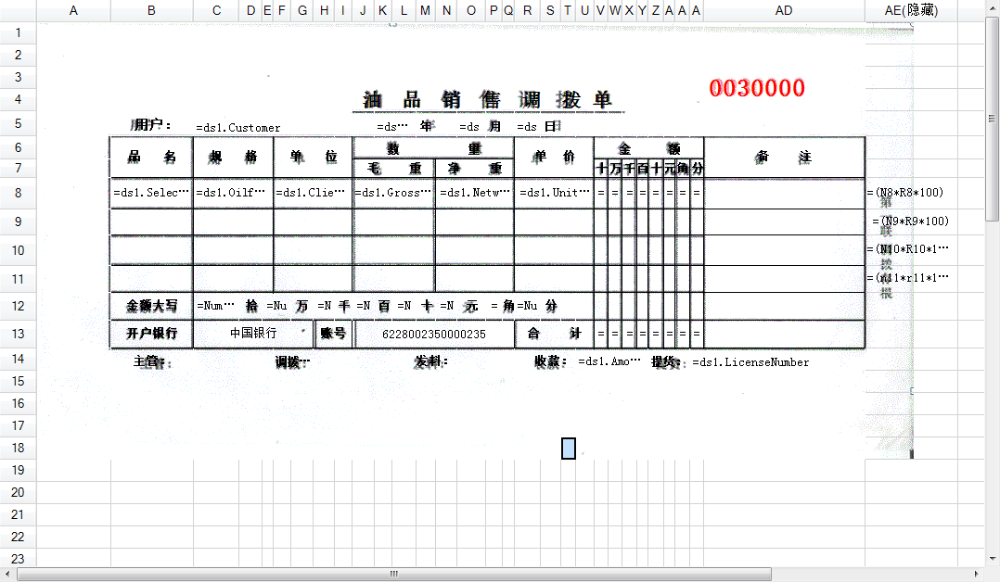 A B C D E F G H I J K L M N O P Q R S T U V W X Y Z A A A AD AE(隐藏)
1
2
3
0030000
4 油 品 销 售 调 拨 单
5 用户： =ds1.Customer =ds··· 年 =ds 月 =ds 日
6 品 名 规 格 单 位 数 量 单 价 金 额 备 注
7 毛 重 净 重 十 万 千 百 十 元 角 分
8 =ds1.Selec··· =ds1.Oilf··· =ds1.Clie··· =ds1.Gross··· =ds1.Netw··· =ds1.Unit··· = = = = = = = = =(N8*R8*100)
9 =(N9*R9*100)
10 =(N10*R10*1···
11 =(n11*r11*1···
12 金额大写 =Num··· 拾 =Nu 万 =N 千 =N 百 =N 十 =N 元 = 角 =Nu 分
13 开户银行 中国银行 账号 6228002350000235 合 计 = = = = = = = =
14 主管： 调拨··· 发料： 收款： =ds1.Amo··· 提货： =ds1.LicenseNumber
15
16
17
18
19
20
21
22
23